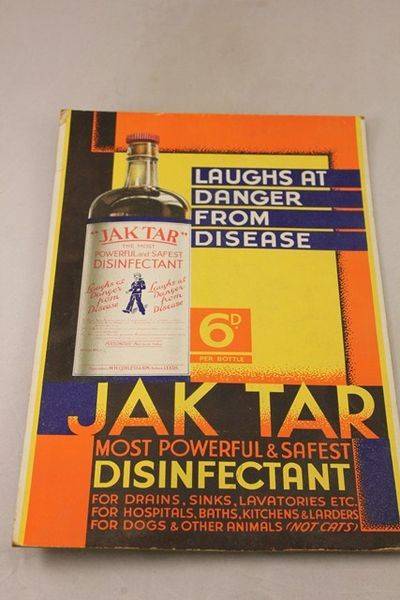 LAUGHS AT
DANGER
FROM
DISEASE
"JAK TAR"
THE MOST
POWERFUL and SAFEST
DISINFECTANT
Laughs at Danger from Disease
Laughs at Danger from Disease
6D.
PER BOTTLE
JAK TAR
MOST POWERFUL & SAFEST
DISINFECTANT
FOR DRAINS, SINKS, LAVATORIES ETC.
FOR HOSPITALS, BATHS, KITCHENS & LARDERS
FOR DOGS & OTHER ANIMALS (NOT CATS)